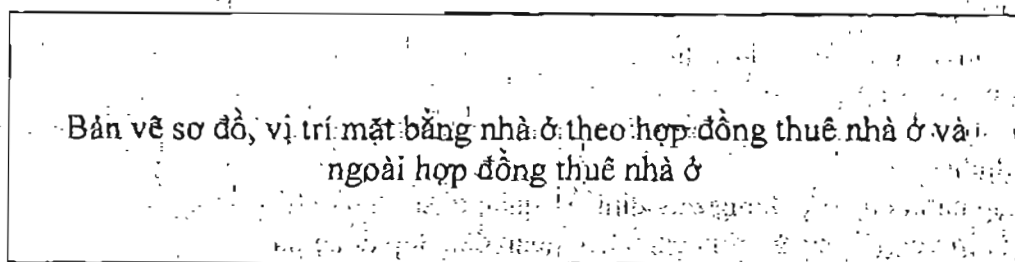 Bản vẽ sơ đồ, vị trí mặt bằng nhà ở theo hợp đồng thuê nhà ở và
ngoài hợp đồng thuê nhà ở